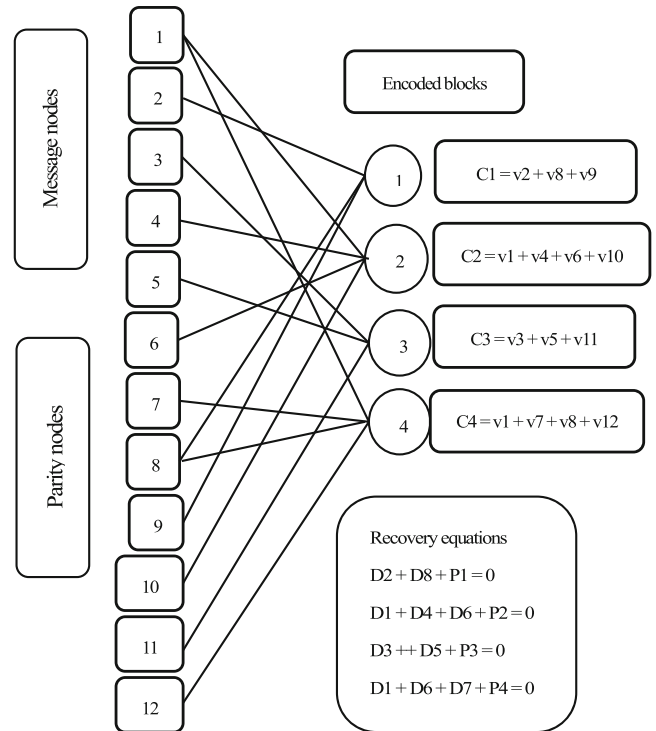 Message nodes
Parity nodes
1
2
3
4
5
6
7
8
9
10
11
12
1
2
3
4
Encoded blocks
C1 = v2 + v8 + v9
C2 = v1 + v4 + v6 + v10
C3 = v3 + v5 + v11
C4 = v1 + v7 + v8 + v12
Recovery equations
D2 + D8 + P1 = 0
D1 + D4 + D6 + P2 = 0
D3 ++ D5 + P3 = 0
D1 + D6 + D7 + P4 = 0